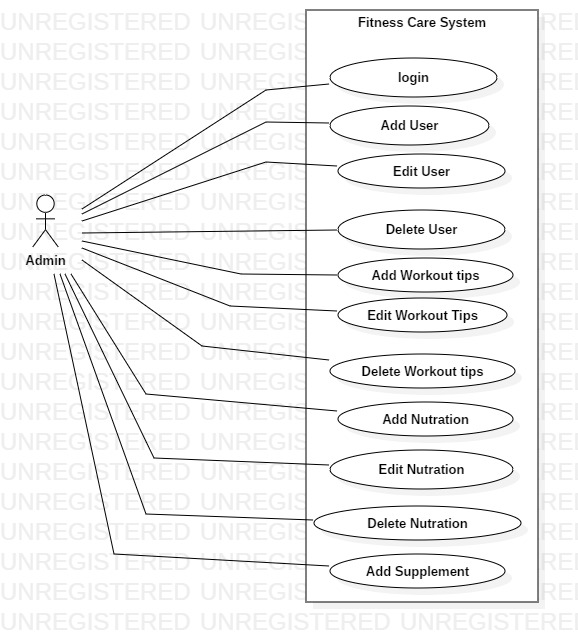 Fitness Care System
login
Add User
Edit User
Delete User
Admin
Add Workout tips
Edit Workout Tips
Delete Workout tips
Add Nutration
Edit Nutration
Delete Nutration
Add Supplement
UNREGISTERED